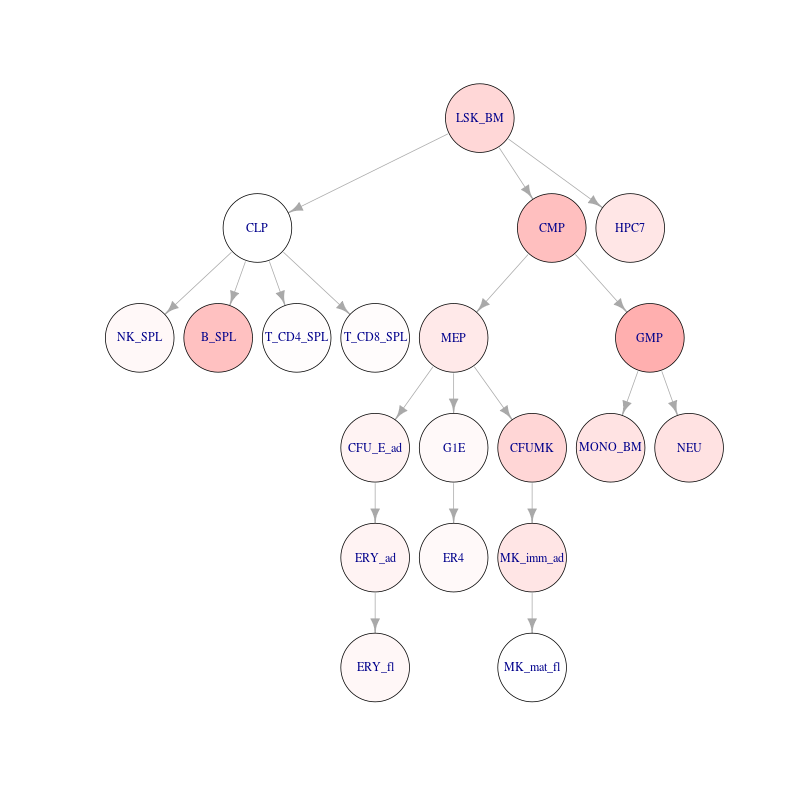 LSK_BM
CLP
CMP
HPC7
NK_SPL
B_SPL
T_CD4_SPL
T_CD8_SPL
MEP
GMP
CFU_E_ad
G1E
CFUMK
MONO_BM
NEU
ERY_ad
ER4
MK_imm_ad
ERY_fl
MK_mat_fl